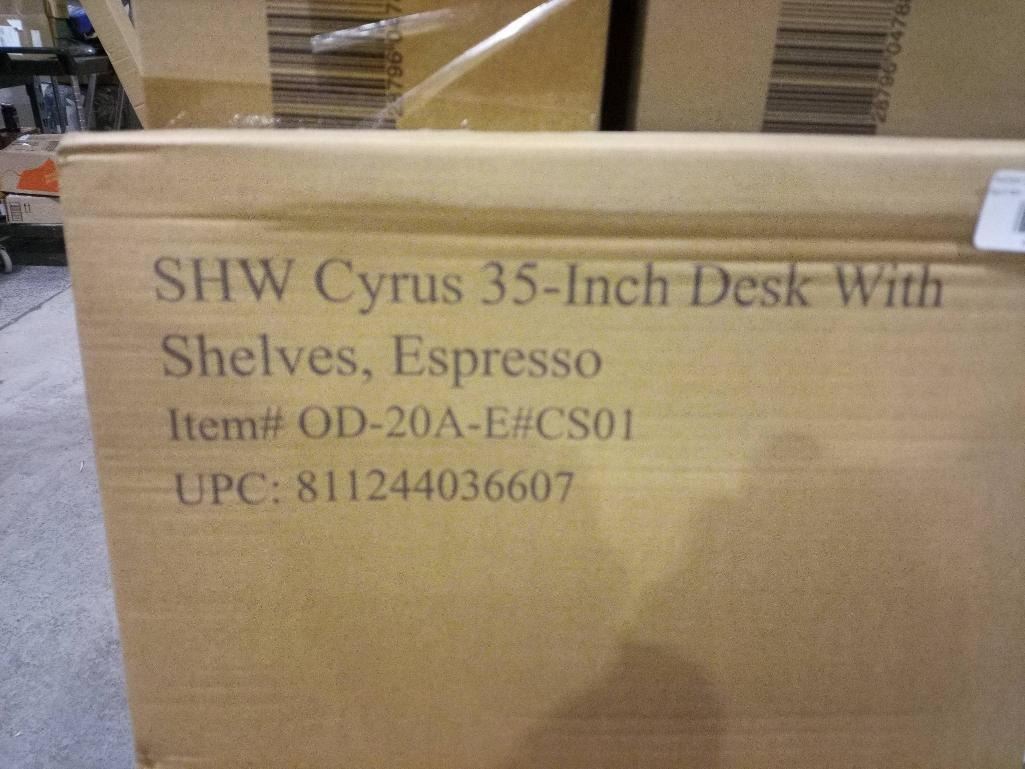 SHW Cyrus 35-Inch Desk With
Shelves, Espresso
Item# OD-20A-E#CS01
UPC: 811244036607